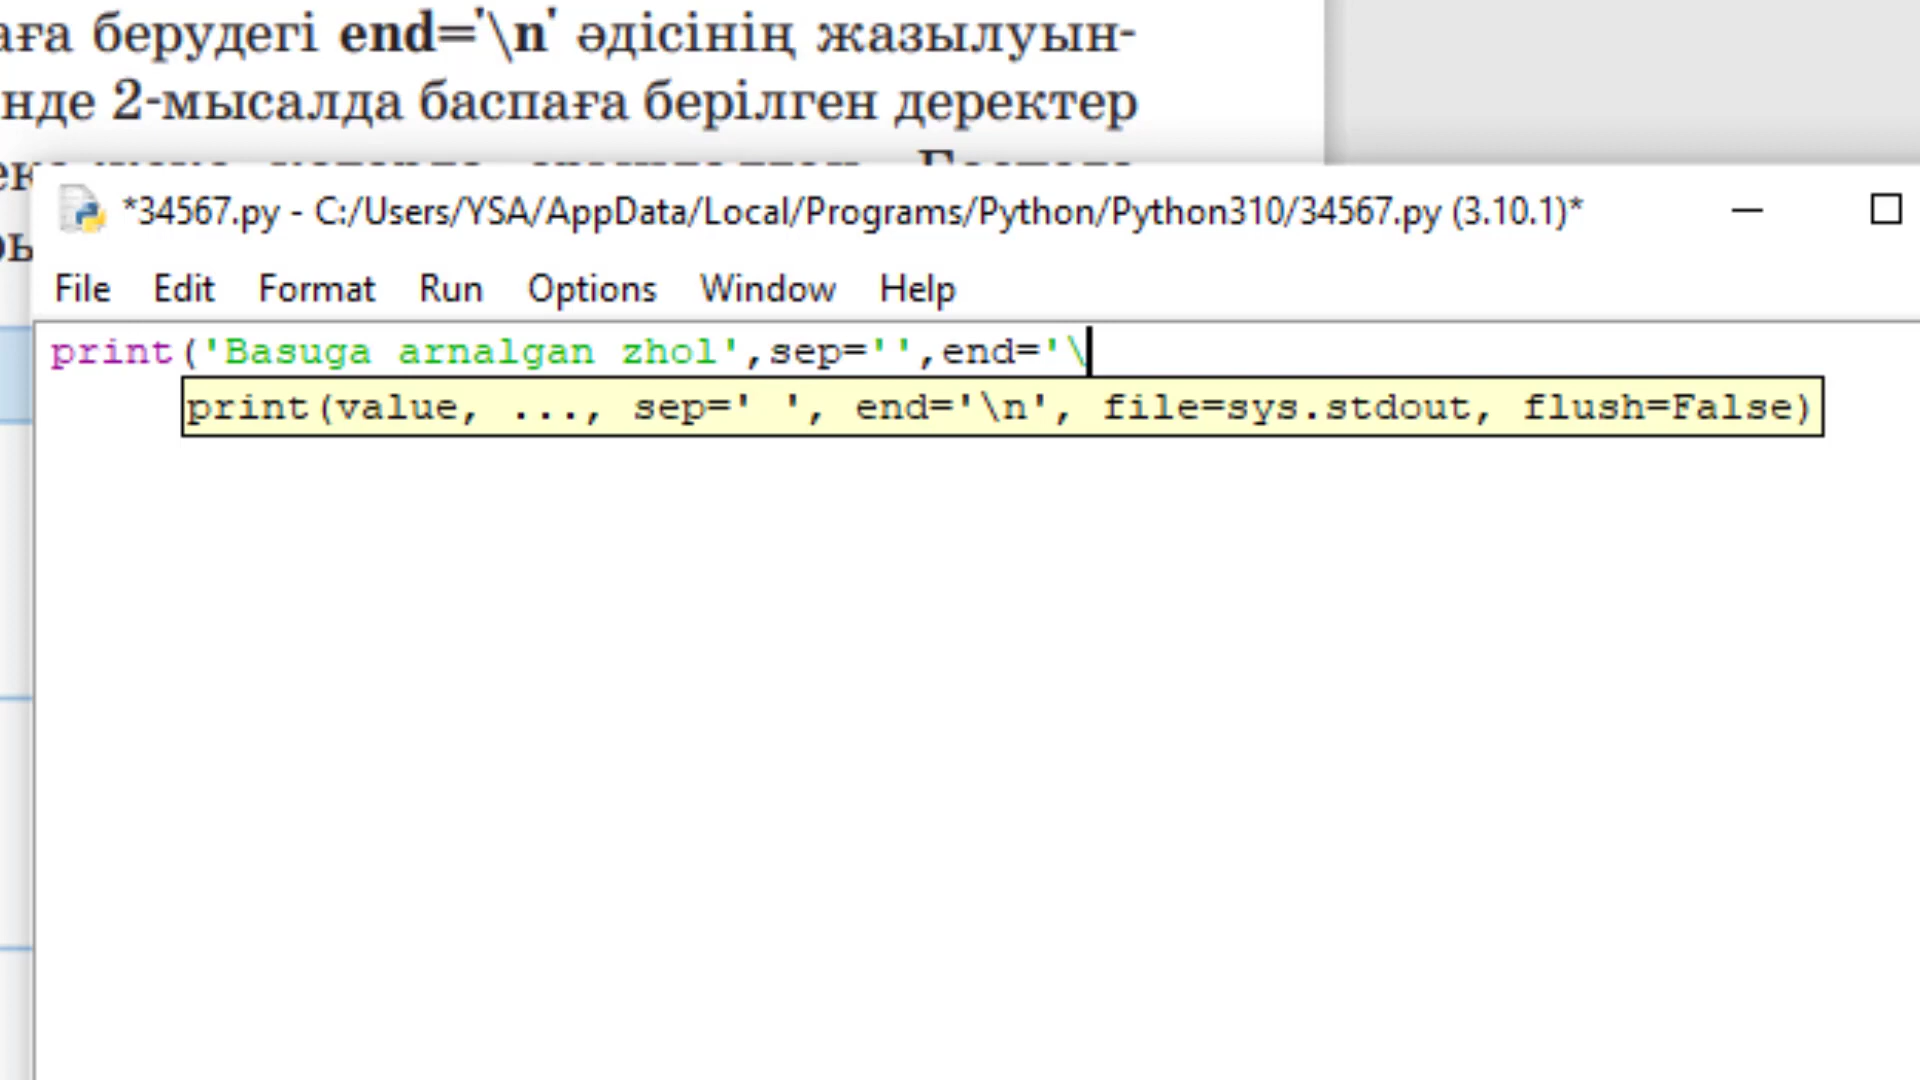 аға берудегі end='\n' әдісінің жазылуын-
нде 2-мысалда баспаға берілген деректер
*34567.py - C:/Users/YSA/AppData/Local/Programs/Python/Python310/34567.py (3.10.1)*
File Edit Format Run Options Window Help
print('Basuga arnalgan zhol',sep='',end='\
print(value, ..., sep=' ', end='\n', file=sys.stdout, flush=False)